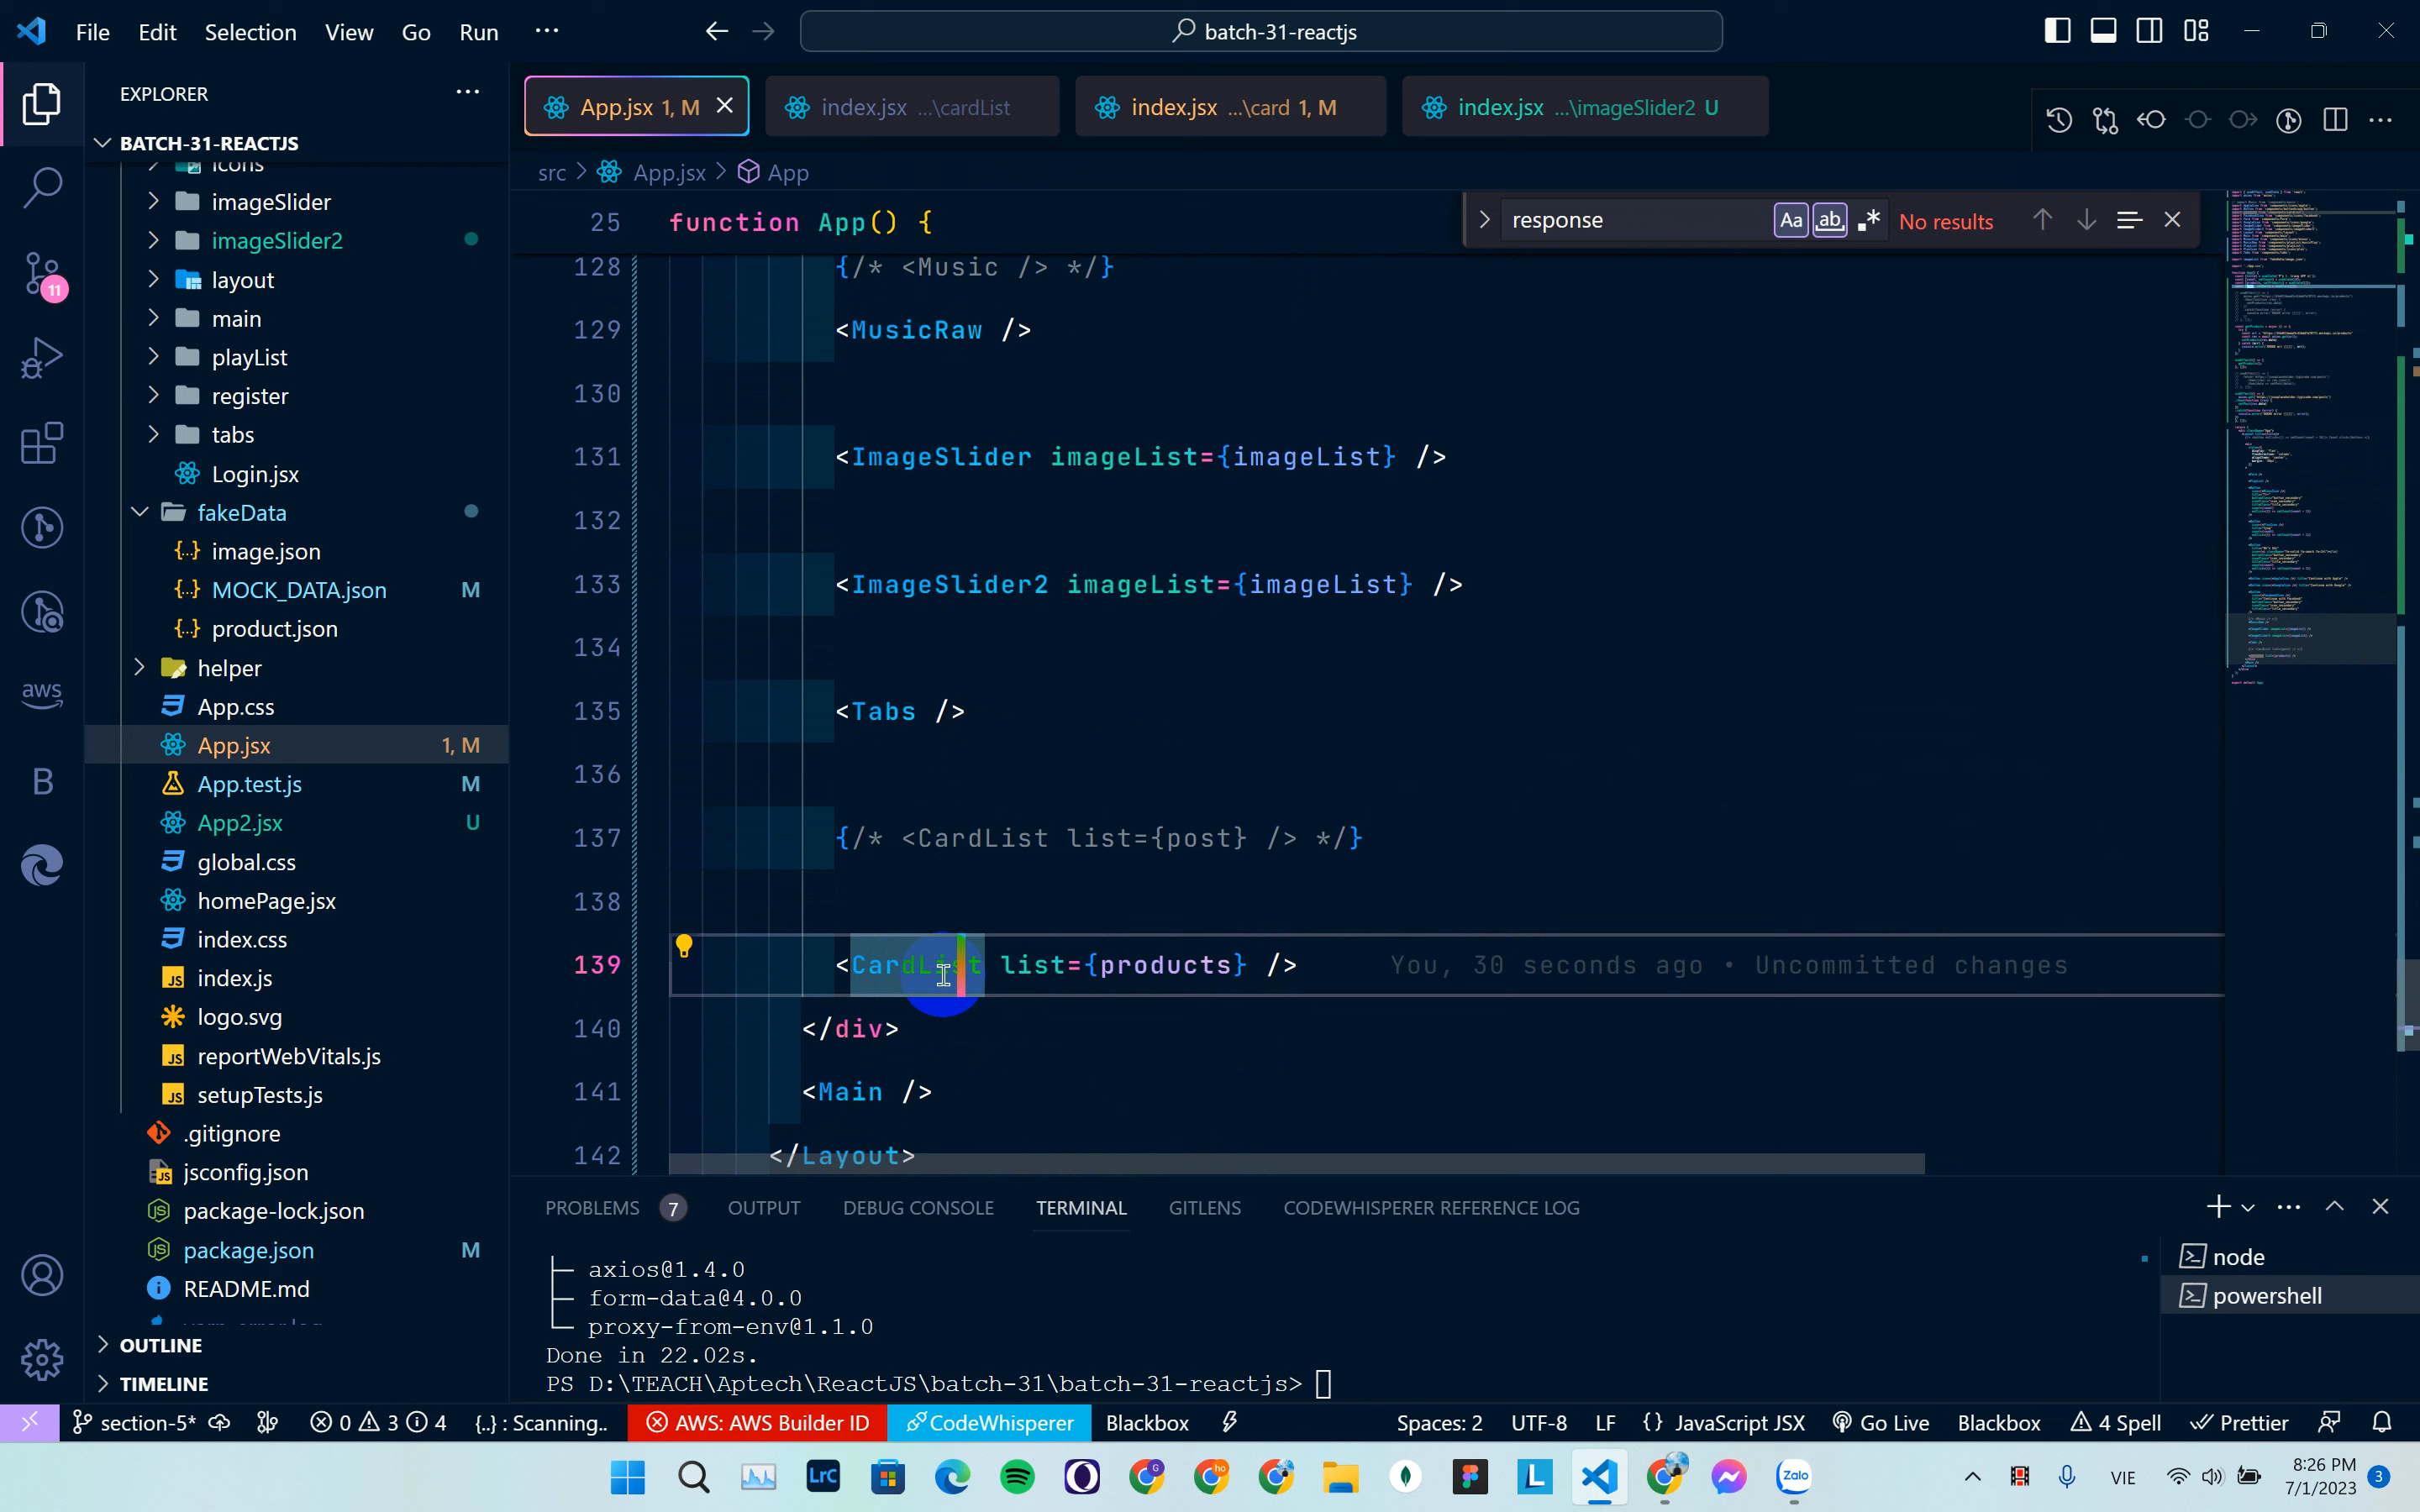 File Edit Selection View Go Run ···
batch-31-reactjs
EXPLORER
BATCH-31-REACTJS
icons
imageSlider
imageSlider2
layout
main
playList
register
tabs
Login.jsx
fakeData
image.json
MOCK_DATA.json M
product.json
helper
App.css
App.jsx 1, M
App.test.js M
App2.jsx U
global.css
homePage.jsx
index.css
index.js
logo.svg
reportWebVitals.js
setupTests.js
.gitignore
jsconfig.json
package-lock.json
package.json M
README.md
OUTLINE
TIMELINE
11
aws
B
App.jsx 1, M
index.jsx ...\cardList
index.jsx ...\card 1, M
index.jsx ...\imageSlider2 U
src > App.jsx > App
response Aa ab No results
25 function App() {
128 {/* <Music /> */}
129 <MusicRaw />
130
131 <ImageSlider imageList={imageList} />
132
133 <ImageSlider2 imageList={imageList} />
134
135 <Tabs />
136
137 {/* <CardList list={post} /> */}
138
139 <CardList list={products} /> You, 30 seconds ago • Uncommitted changes
140 </div>
141 <Main />
142 </Layout>
PROBLEMS 7 OUTPUT DEBUG CONSOLE TERMINAL GITLENS CODEWHISPERER REFERENCE LOG
├─ axios@1.4.0
├─ form-data@4.0.0
└─ proxy-from-env@1.1.0
Done in 22.02s.
PS D:\TEACH\Aptech\ReactJS\batch-31\batch-31-reactjs>
node
powershell
section-5* 0 3 4 {..} : Scanning.. AWS: AWS Builder ID CodeWhisperer Blackbox Spaces: 2 UTF-8 LF {} JavaScript JSX Go Live Blackbox 4 Spell Prettier
LrC
L
Zalo
VIE
8:26 PM
7/1/2023
3